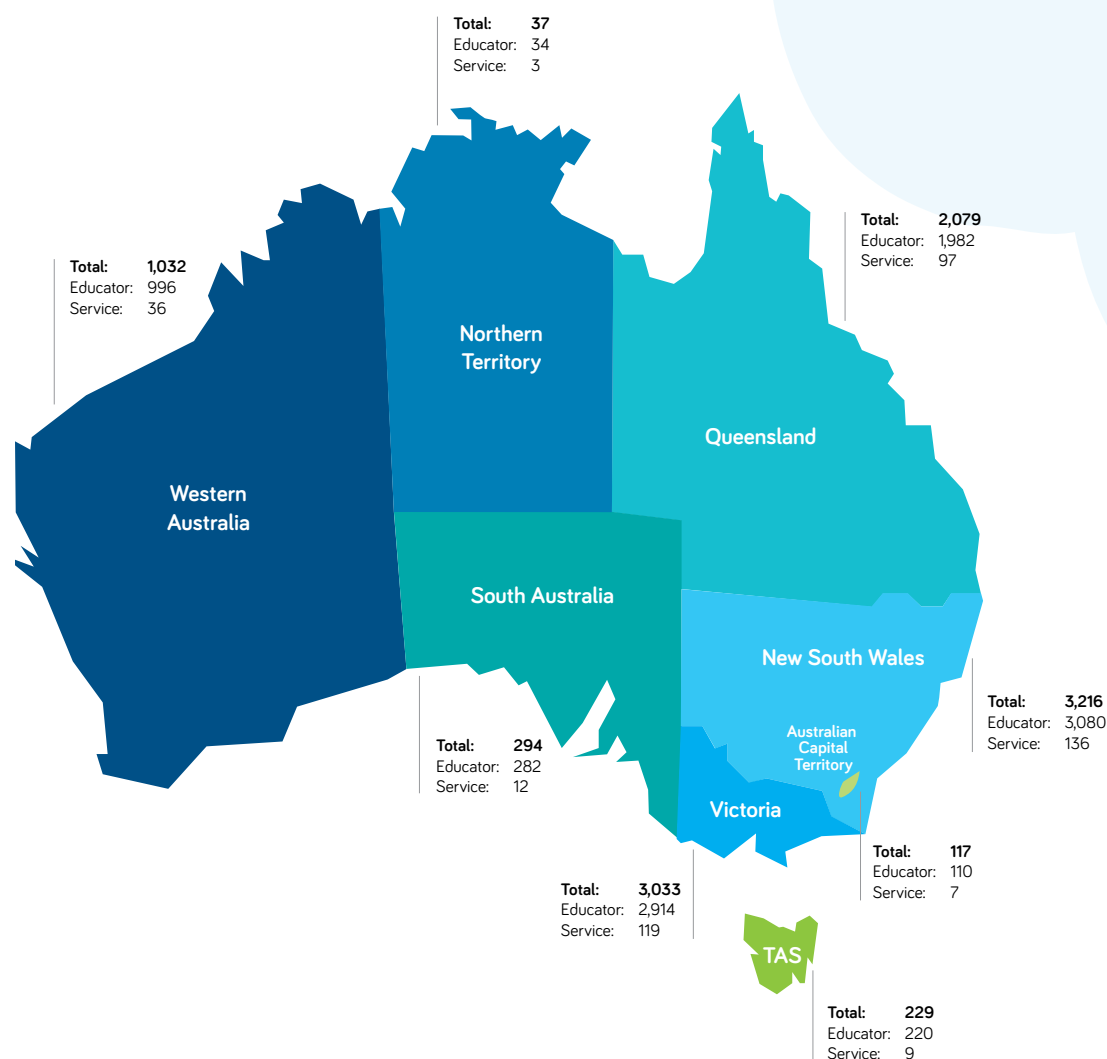 Total: 37
Educator: 34
Service: 3
Total: 2,079
Educator: 1,982
Service: 97
Total: 1,032
Educator: 996
Service: 36
Northern
Territory
Queensland
Western
Australia
South Australia
New South Wales
Total: 3,216
Educator: 3,080
Service: 136
Australian
Capital
Territory
Total: 294
Educator: 282
Service: 12
Victoria
Total: 117
Educator: 110
Service: 7
Total: 3,033
Educator: 2,914
Service: 119
TAS
Total: 229
Educator: 220
Service: 9